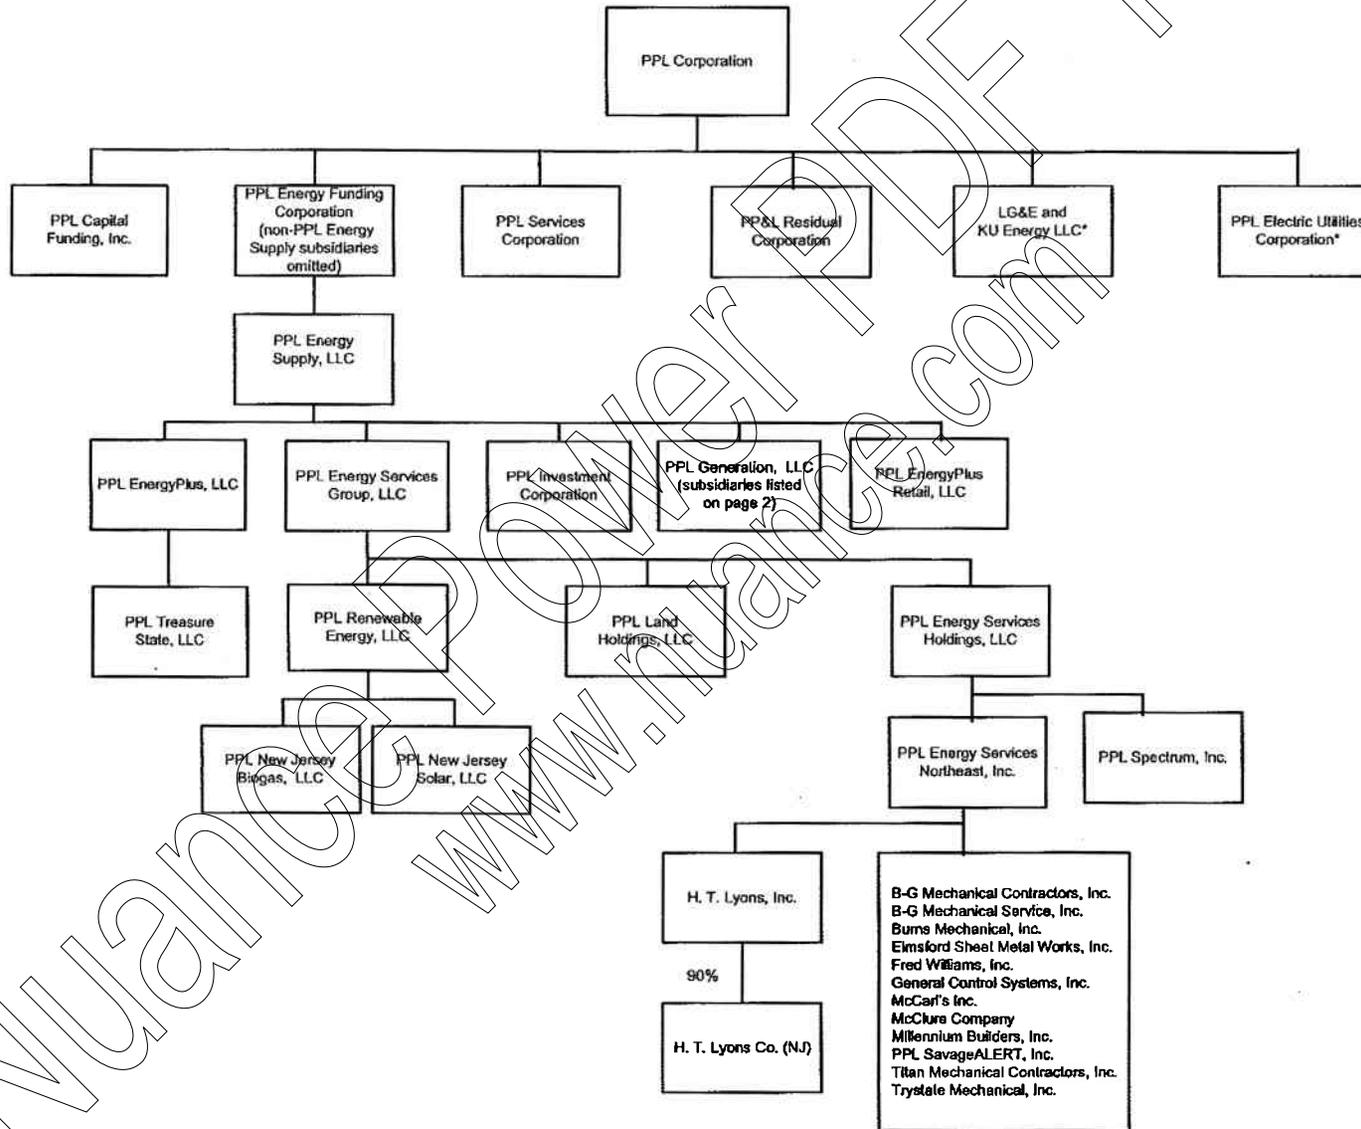 PPL Corporation
PPL Capital
Funding, Inc.
PPL Energy Funding
Corporation
(non-PPL Energy
Supply subsidiaries
omitted)
PPL Services
Corporation
PP&L Residual
Corporation
LG&E and
KU Energy LLC*
PPL Electric Utilities
Corporation*
PPL Energy
Supply, LLC
PPL EnergyPlus, LLC
PPL Energy Services
Group, LLC
PPL Investment
Corporation
PPL Generation, LLC
(subsidiaries listed
on page 2)
PPL EnergyPlus
Retail, LLC
PPL Treasure
State, LLC
PPL Renewable
Energy, LLC
PPL Land
Holdings, LLC
PPL Energy Services
Holdings, LLC
PPL New Jersey
Biogas, LLC
PPL New Jersey
Solar, LLC
PPL Energy Services
Northeast, Inc.
PPL Spectrum, Inc.
H. T. Lyons, Inc.
90%
H. T. Lyons Co. (NJ)
B-G Mechanical Contractors, Inc.
B-G Mechanical Service, Inc.
Burns Mechanical, Inc.
Elmsford Sheet Metal Works, Inc.
Fred Williams, Inc.
General Control Systems, Inc.
McCarl's Inc.
McClure Company
Millennium Builders, Inc.
PPL SavageALERT, Inc.
Titan Mechanical Contractors, Inc.
Trystate Mechanical, Inc.
Nuance Power PDF
www.nuance.com